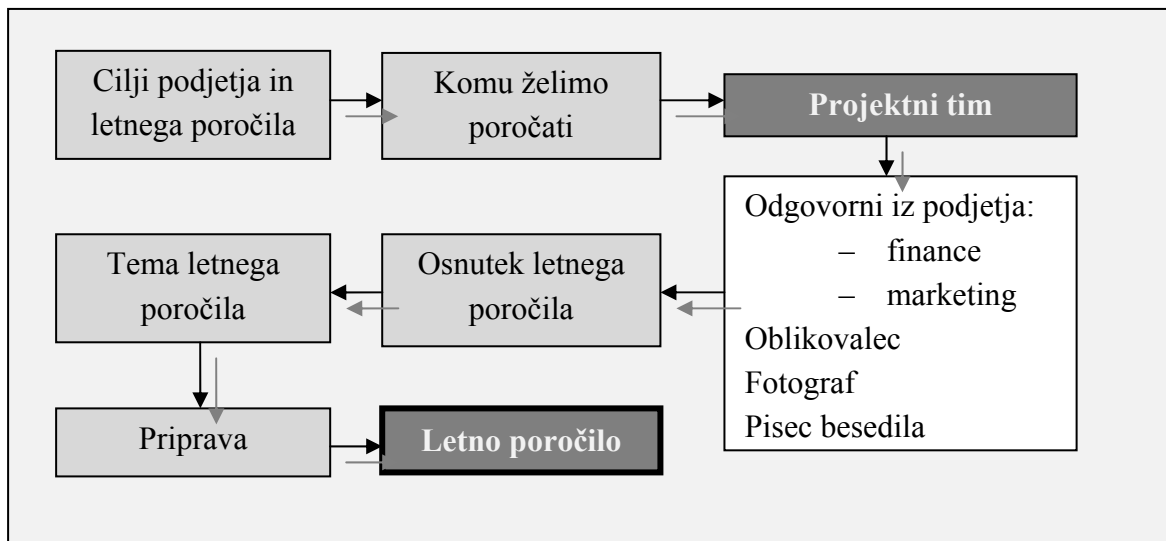 Cilji podjetja in
letnega poročila
Komu želimo
poročati
Projektni tim
Odgovorni iz podjetja:
– finance
– marketing
Oblikovalec
Fotograf
Pisec besedila
Osnutek letnega
poročila
Tema letnega
poročila
Priprava
Letno poročilo